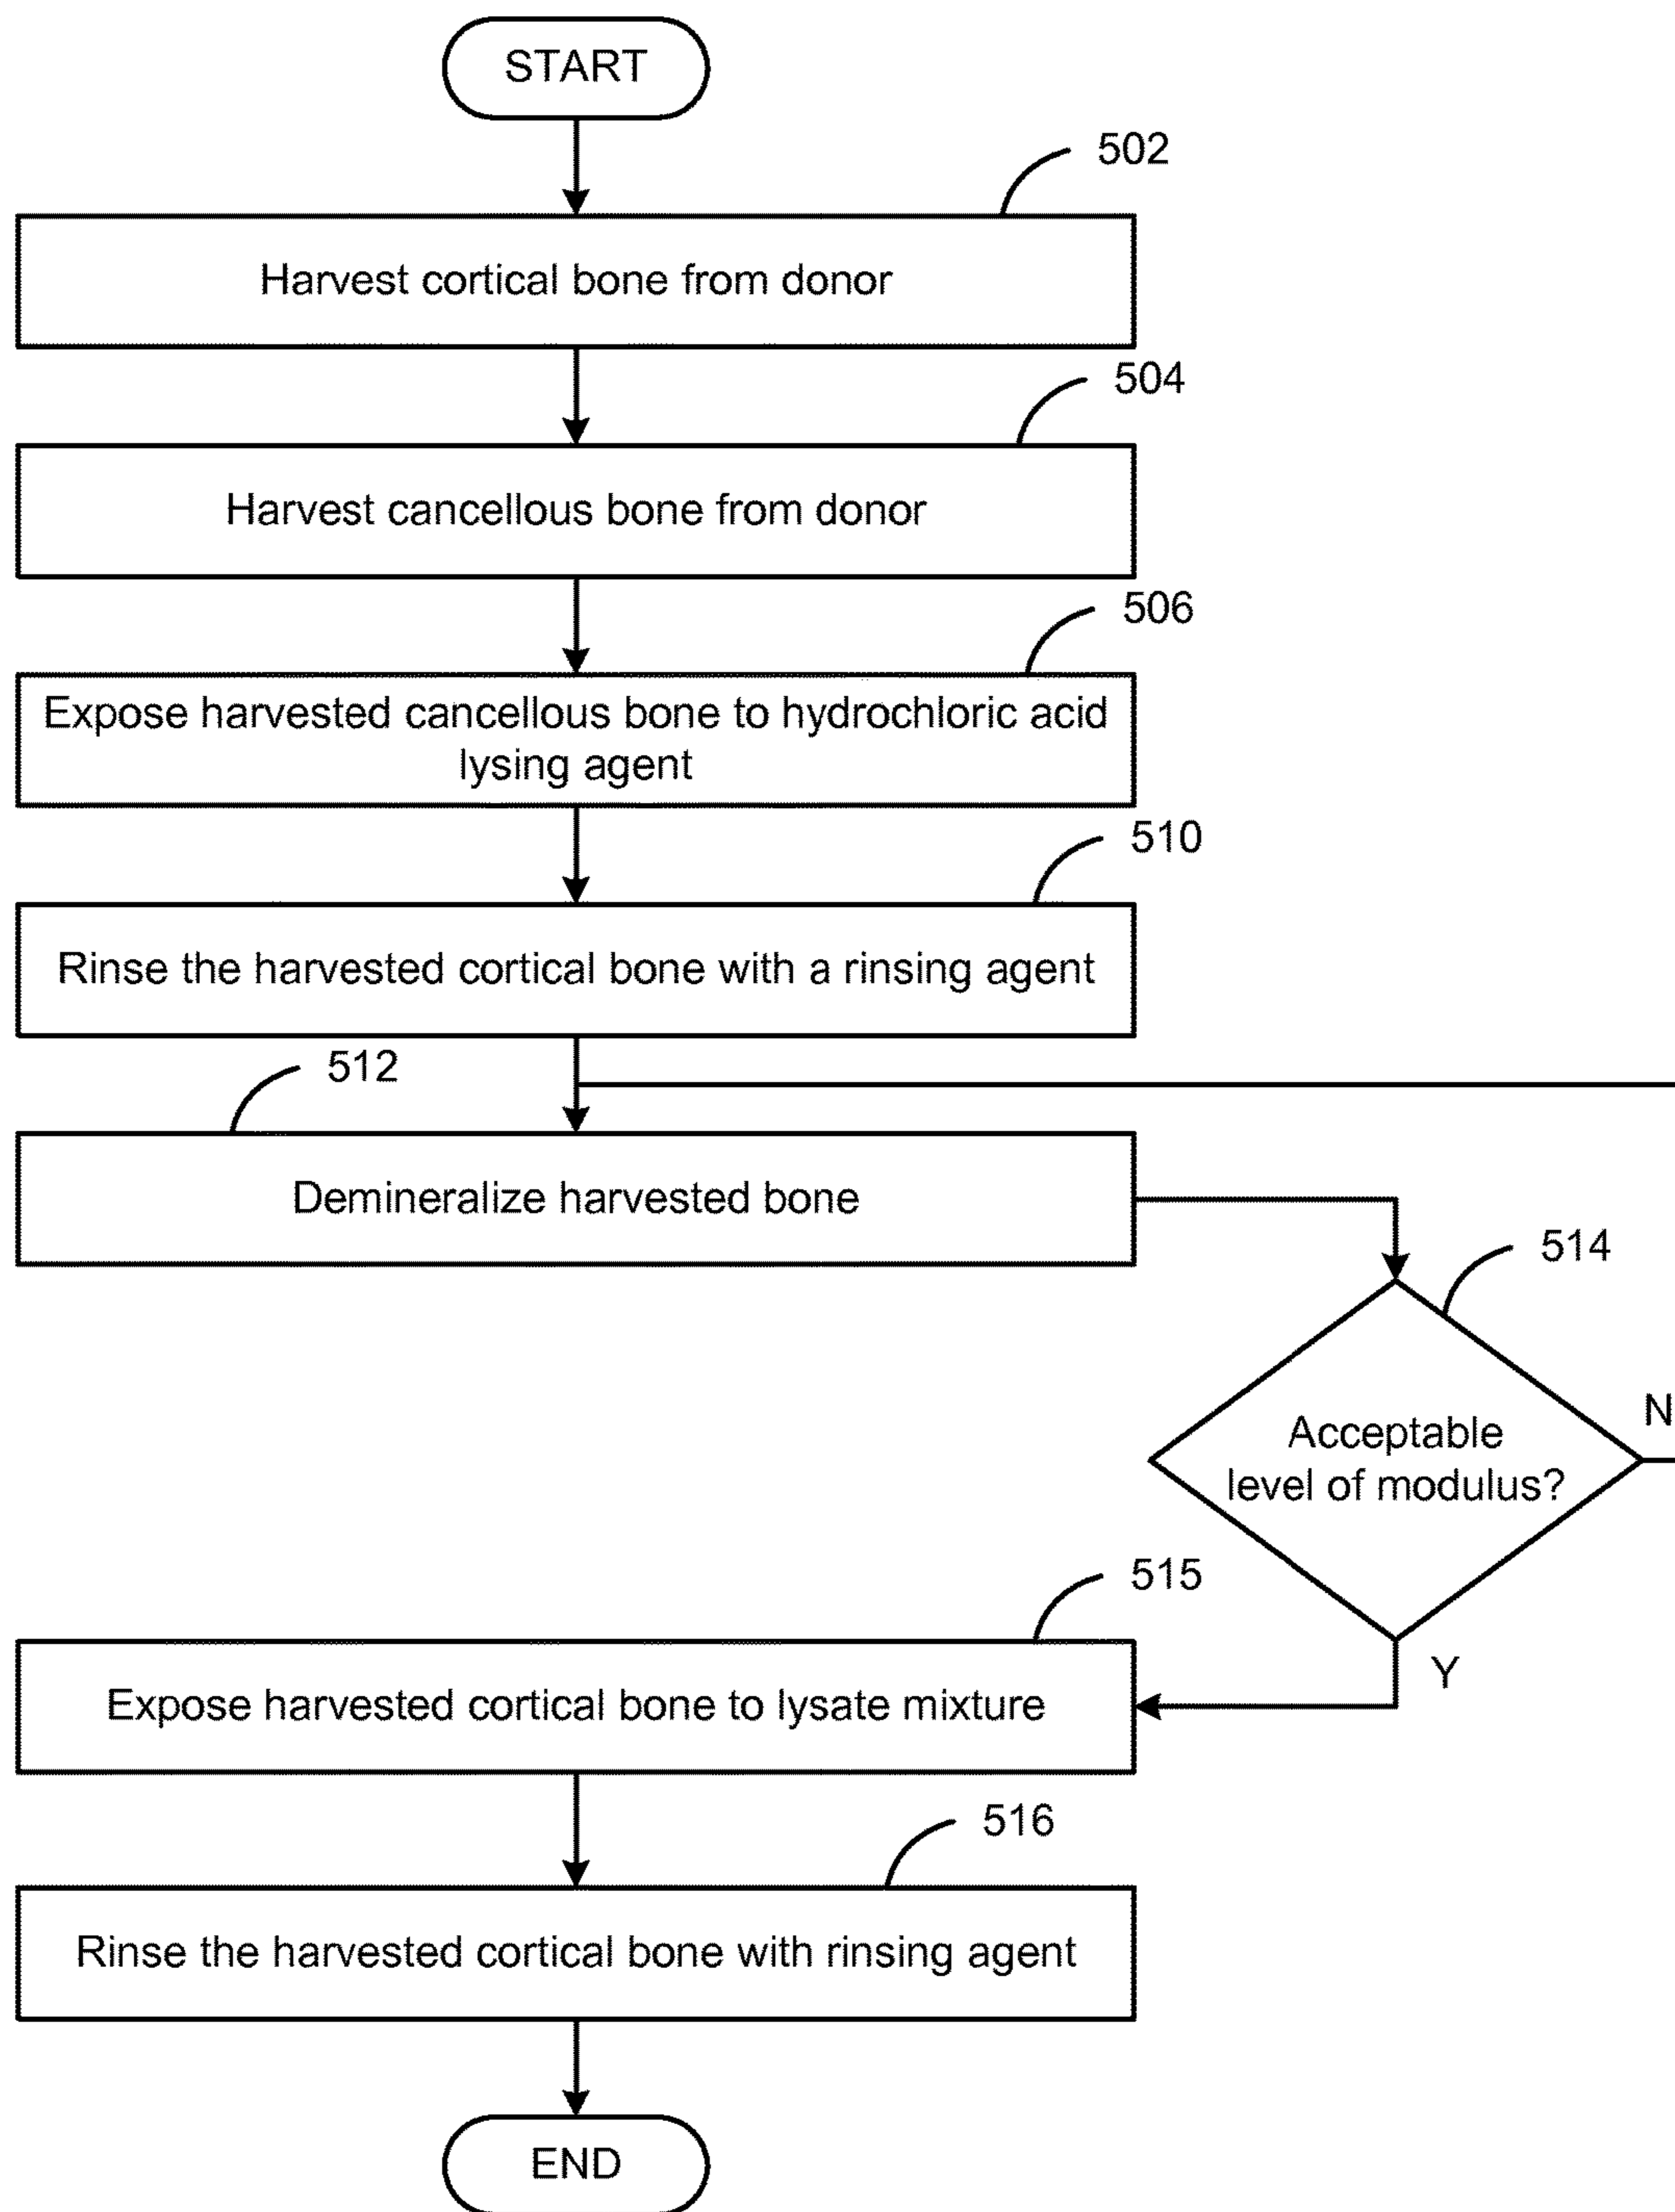 START
502
Harvest cortical bone from donor
504
Harvest cancellous bone from donor
506
Expose harvested cancellous bone to hydrochloric acid
lysing agent
510
Rinse the harvested cortical bone with a rinsing agent
512
Demineralize harvested bone
514
Acceptable
level of modulus?
N
Y
515
Expose harvested cortical bone to lysate mixture
516
Rinse the harvested cortical bone with rinsing agent
END